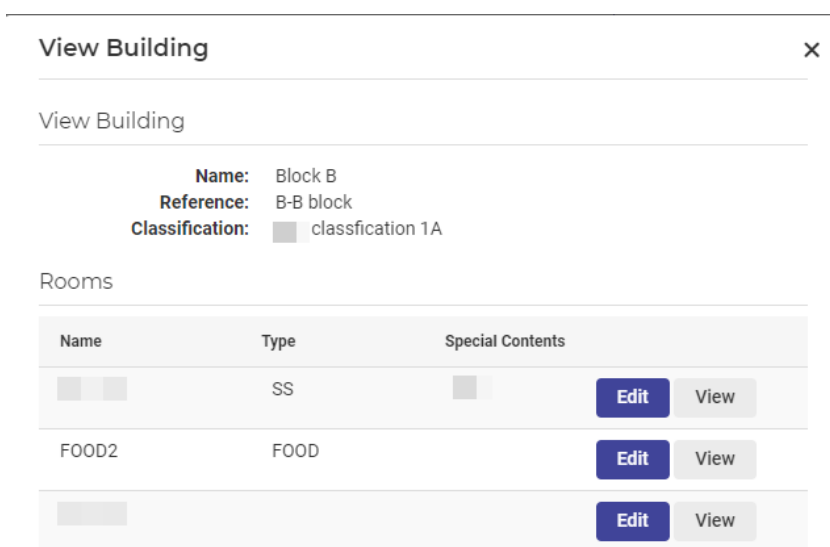 View Building ×
View Building
Name: Block B
Reference: B-B block
Classification: classfication 1A
Rooms
Name Type Special Contents
SS Edit View
FOOD2 FOOD Edit View
Edit View